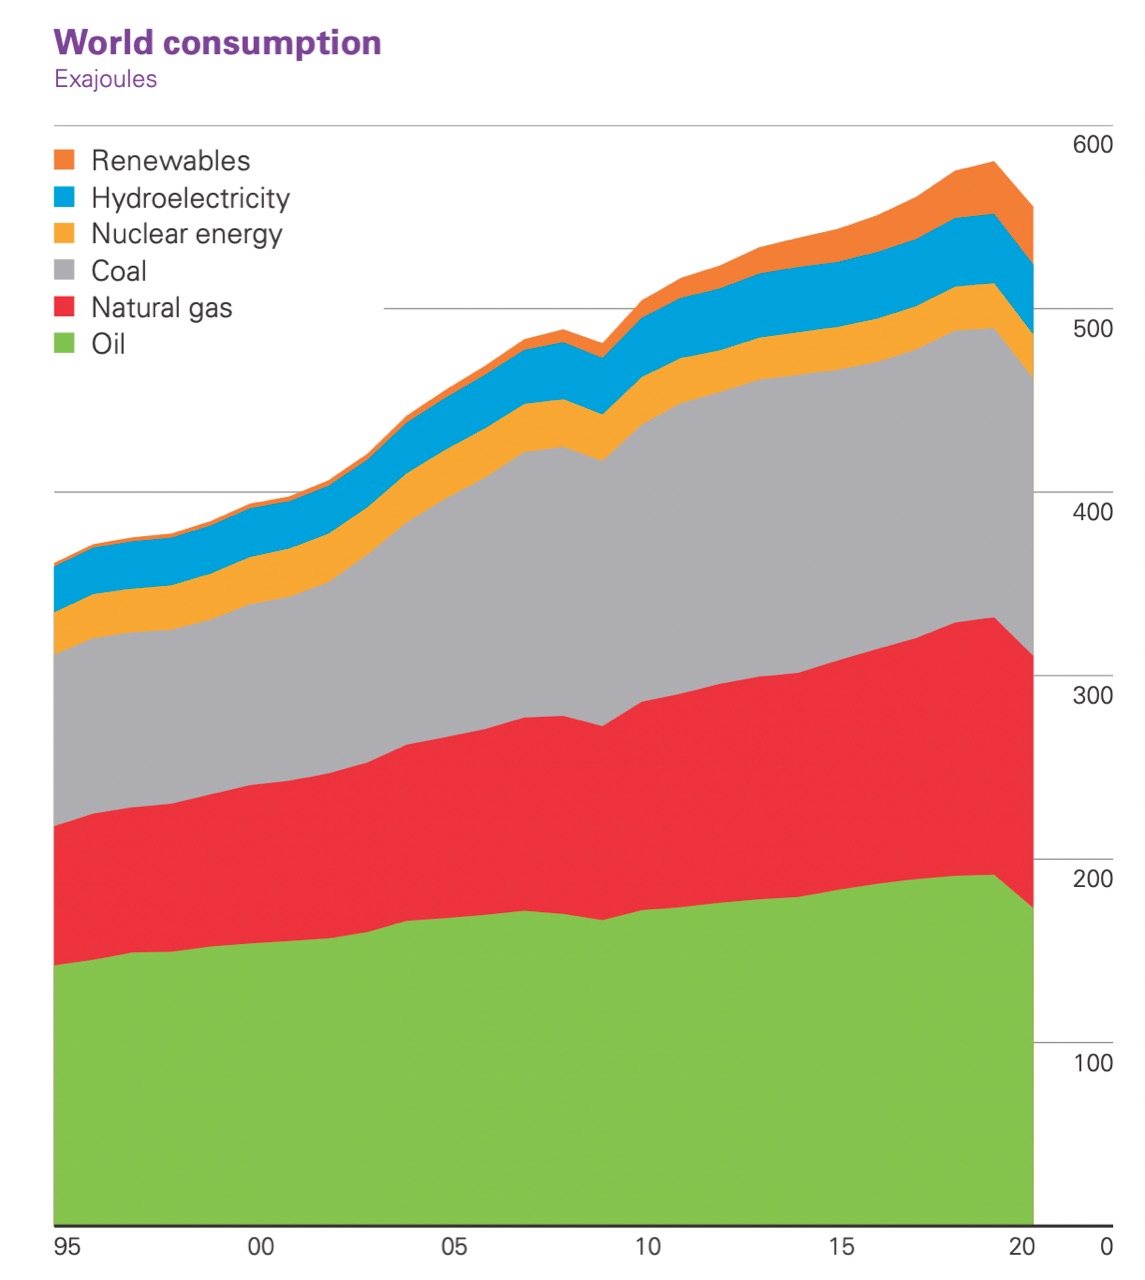 World consumption
Exajoules
Renewables
Hydroelectricity
Nuclear energy
Coal
Natural gas
Oil
600
500
400
300
200
100
95 00 05 10 15 20 0